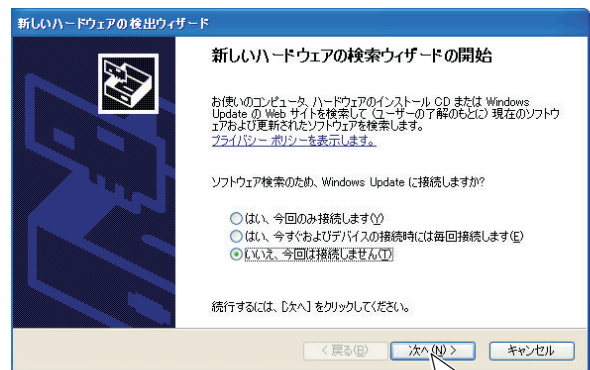 新しいハードウェアの検出ウィザード
新しいハードウェアの検索ウィザードの開始
お使いのコンピュータ、ハードウェアのインストール CD または Windows
Update の Web サイトを検索して (ユーザーの了解のもとに) 現在のソフトウ
ェアおよび更新されたソフトウェアを検索します。
プライバシー ポリシーを表示します。
ソフトウェア検索のため、Windows Update に接続しますか?
はい、今回のみ接続します(Y)
はい、今すぐおよびデバイスの接続時には毎回接続します(E)
いいえ、今回は接続しません(T)
続行するには、[次へ] をクリックしてください。
< 戻る(B) 次へ(N) > キャンセル